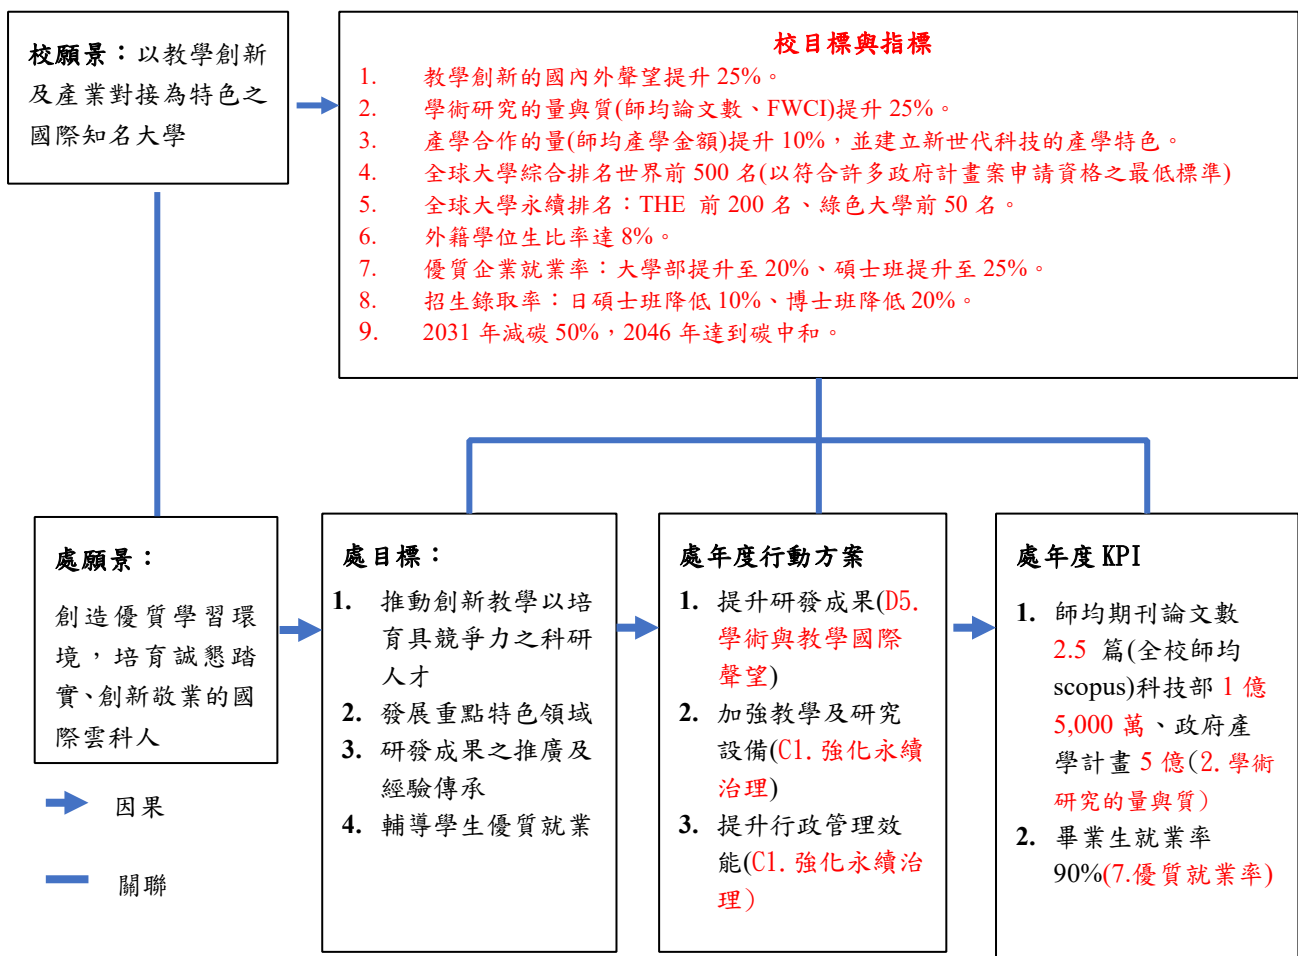 校願景：以教學創新
及產業對接為特色之
國際知名大學
校目標與指標
1. 教學創新的國內外聲望提升 25%。
2. 學術研究的量與質(師均論文數、FWCI)提升 25%。
3. 產學合作的量(師均產學金額)提升 10%，並建立新世代科技的產學特色。
4. 全球大學綜合排名世界前 500 名(以符合許多政府計畫案申請資格之最低標準)
5. 全球大學永續排名：THE 前 200 名、綠色大學前 50 名。
6. 外籍學位生比率達 8%。
7. 優質企業就業率：大學部提升至 20%、碩士班提升至 25%。
8. 招生錄取率：日碩士班降低 10%、博士班降低 20%。
9. 2031 年減碳 50%，2046 年達到碳中和。
處願景：
創造優質學習環
境，培育誠懇踏
實、創新敬業的國
際雲科人
因果
關聯
處目標：
1. 推動創新教學以培
育具競爭力之科研
人才
2. 發展重點特色領域
3. 研發成果之推廣及
經驗傳承
4. 輔導學生優質就業
處年度行動方案
1. 提升研發成果(D5.
學術與教學國際
聲望)
2. 加強教學及研究
設備(C1. 強化永續
治理)
3. 提升行政管理效
能(C1. 強化永續治
理)
處年度 KPI
1. 師均期刊論文數
2.5 篇(全校師均
scopus)科技部 1 億
5,000 萬、政府產
學計畫 5 億(2. 學術
研究的量與質)
2. 畢業生就業率
90%(7.優質就業率)